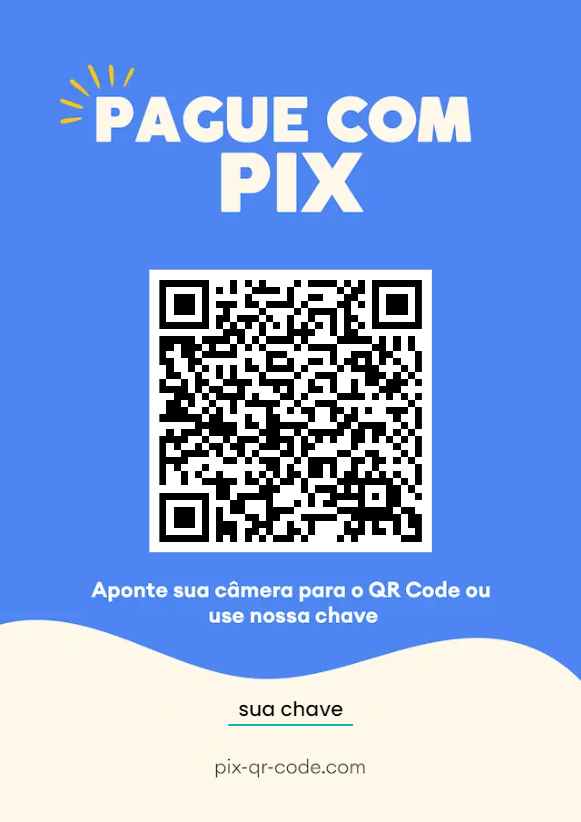 PAGUE COM
PIX
Aponte sua câmera para o QR Code ou
use nossa chave
sua chave
pix-qr-code.com